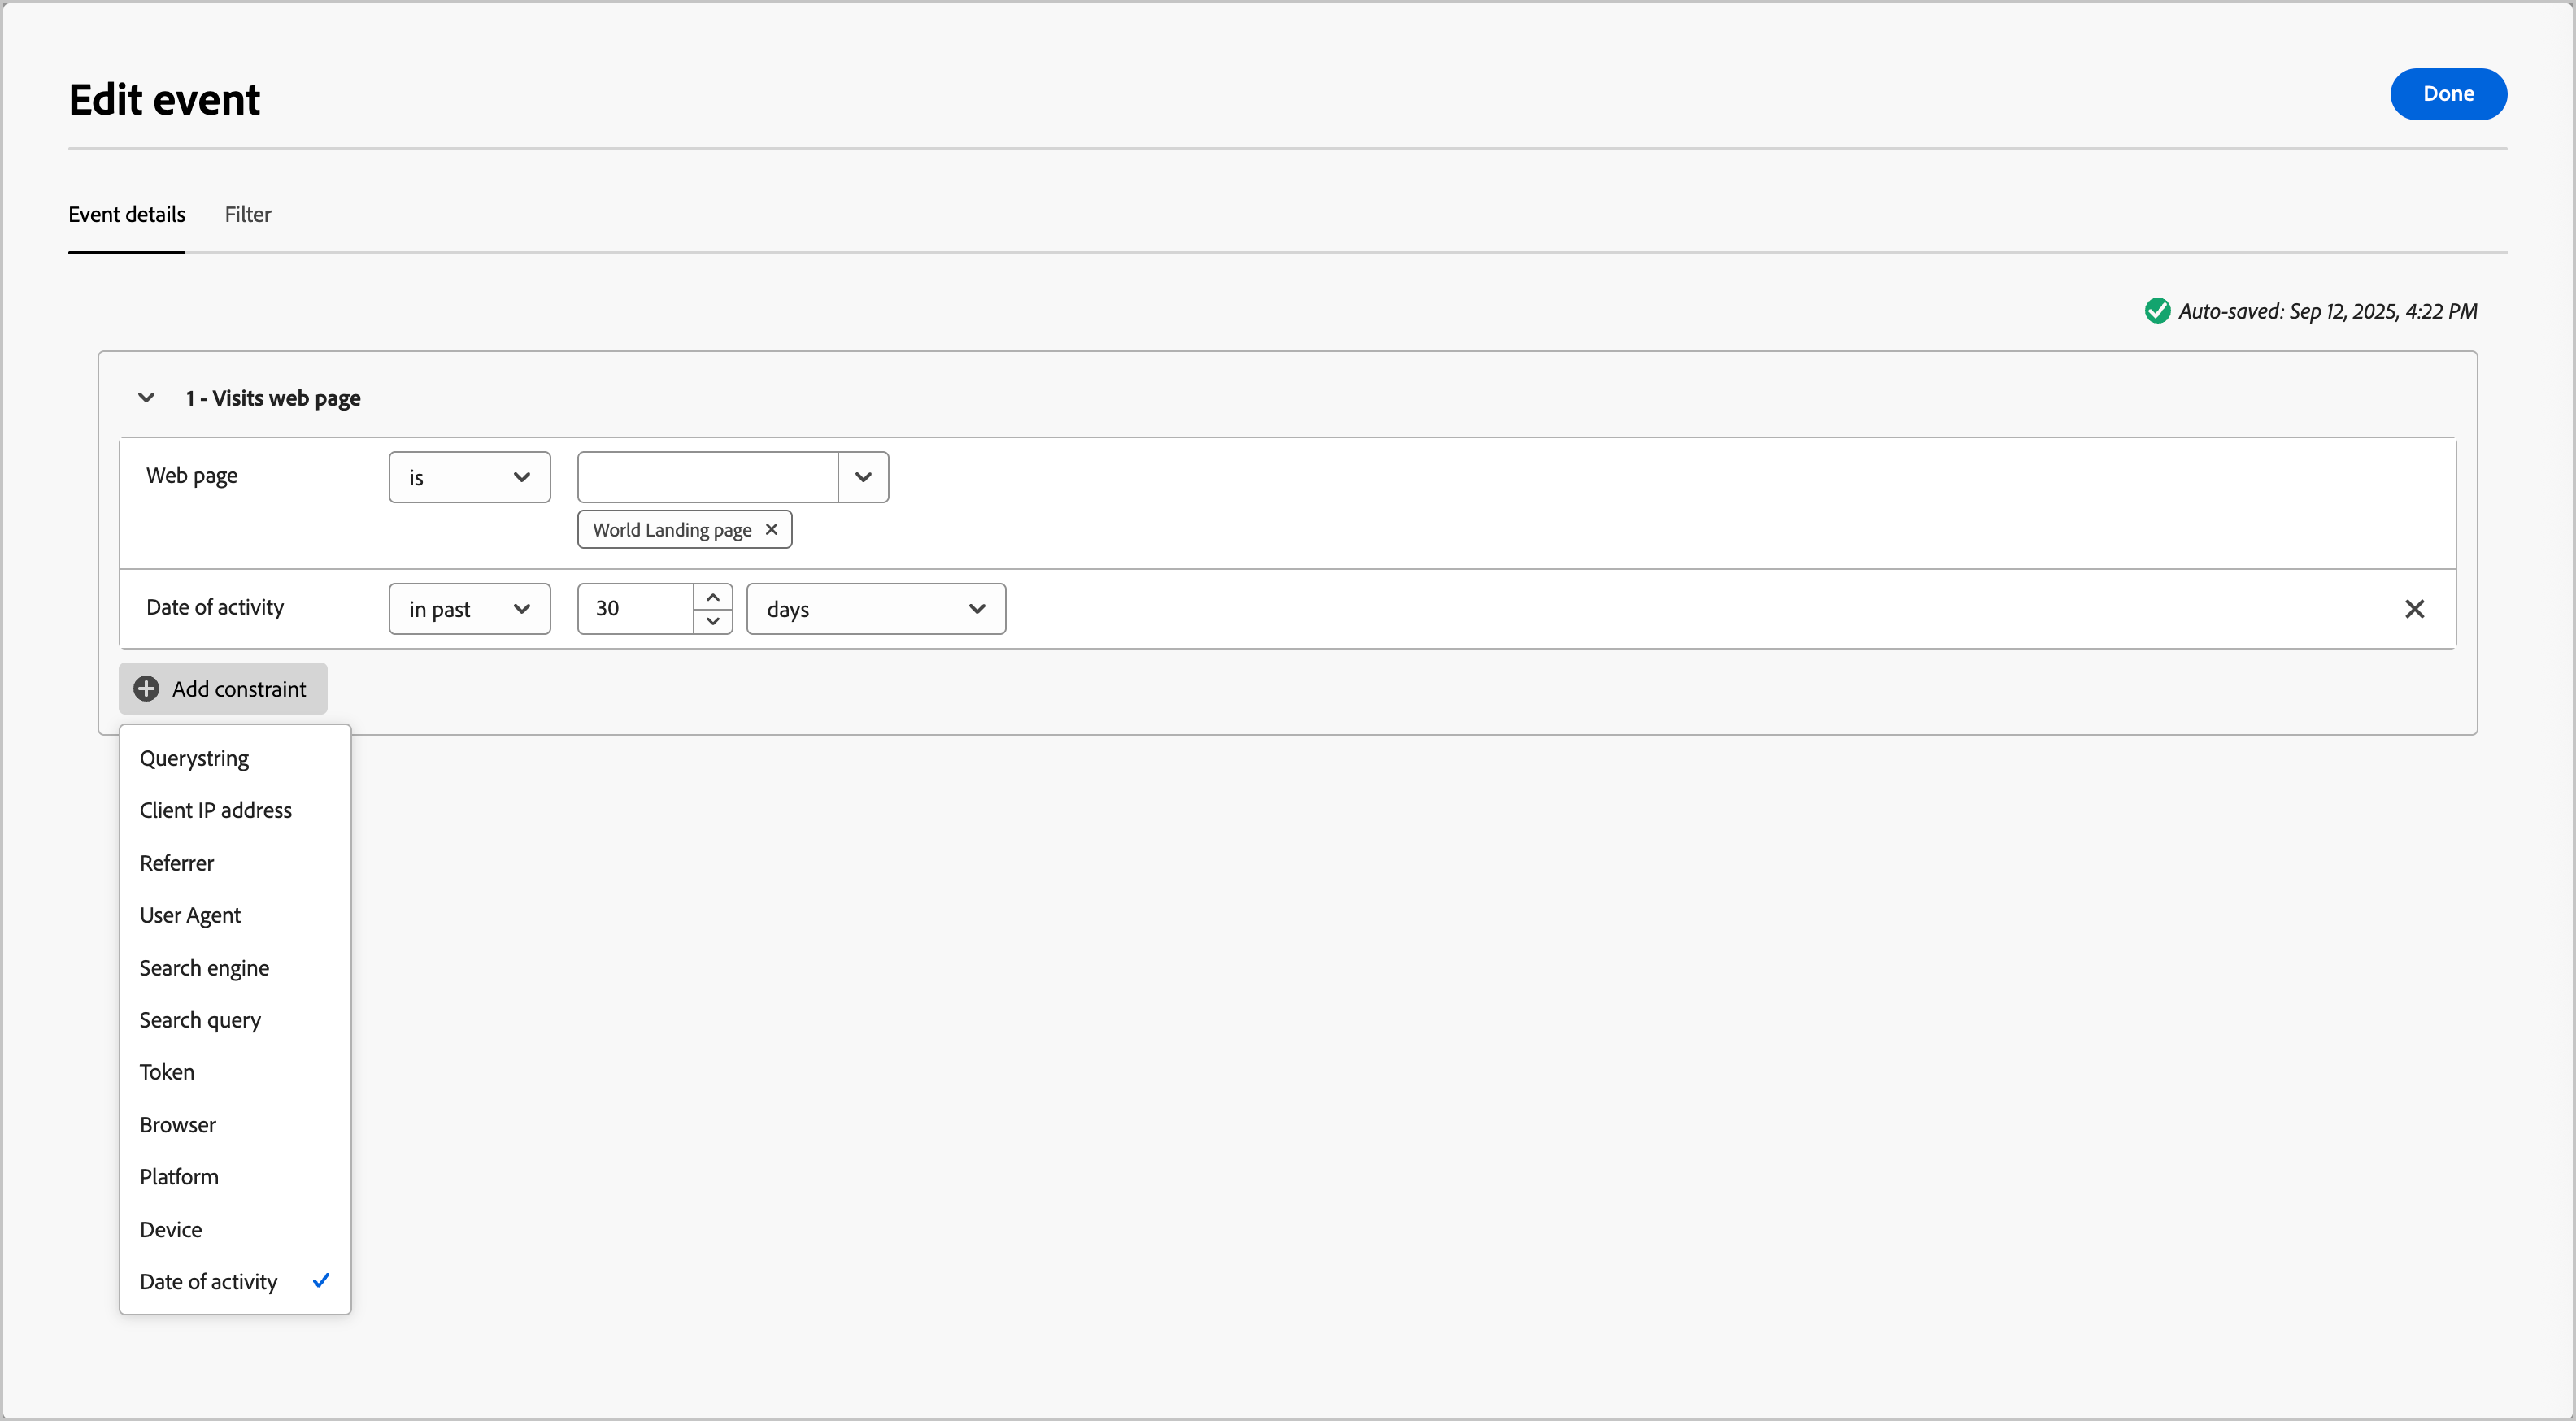 Edit event
Done
Event details Filter
Auto-saved: Sep 12, 2025, 4:22 PM
1 - Visits web page
Web page is
World Landing page
Date of activity in past 30 days
Add constraint
Querystring
Client IP address
Referrer
User Agent
Search engine
Search query
Token
Browser
Platform
Device
Date of activity